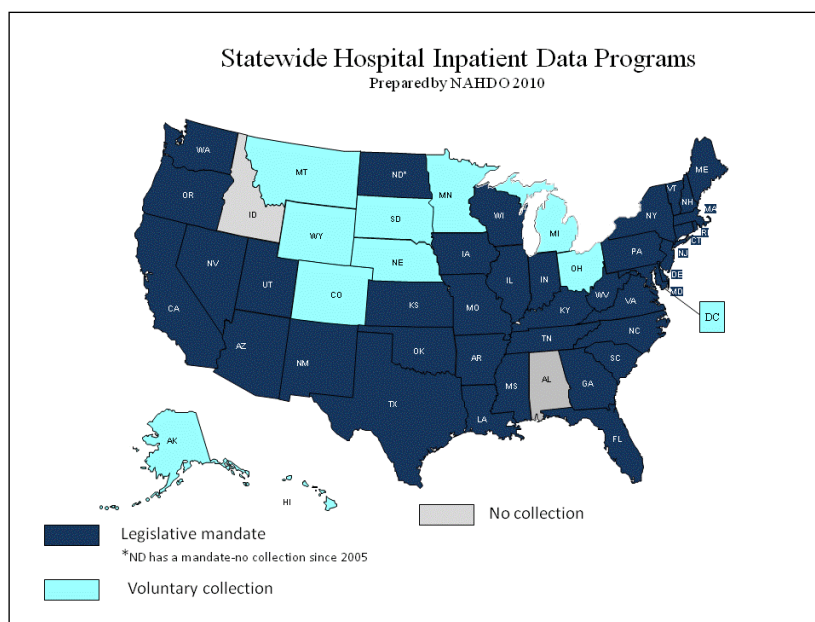 Statewide Hospital Inpatient Data Programs
Prepared by NAHDO 2010
WA
MT
ND*
MN
ME
VT
NH
OR
ID
SD
WI
MI
NY
MA
RI
CT
WY
IA
PA
NJ
NV
NE
OH
DE
UT
IL
IN
MD
CO
WV
VA
DC
CA
KS
MO
KY
NC
TN
AZ
OK
AR
SC
NM
MS
AL
GA
TX
LA
FL
AK
HI
No collection
Legislative mandate
*ND has a mandate-no collection since 2005
Voluntary collection